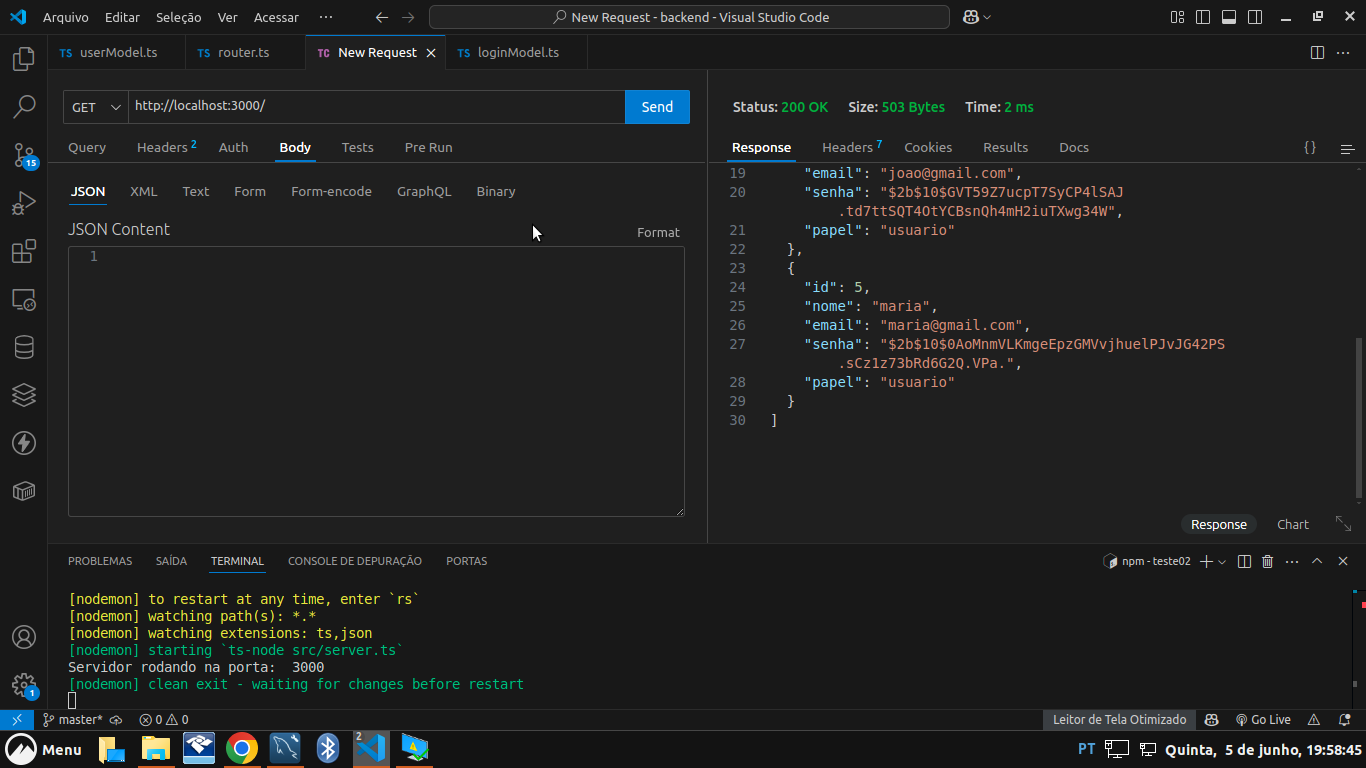 Arquivo Editar Seleção Ver Acessar ··· New Request - backend - Visual Studio Code
TS userModel.ts TS router.ts TC New Request TS loginModel.ts
GET http://localhost:3000/ Send
Status: 200 OK Size: 503 Bytes Time: 2 ms
Query Headers 2 Auth Body Tests Pre Run
Response Headers 7 Cookies Results Docs { }
JSON XML Text Form Form-encode GraphQL Binary
JSON Content Format
1
19 "email": "joao@gmail.com",
20 "senha": "$2b$10$GVT59Z7ucpT7SyCP4lSAJ
.td7ttSQT4OtYCBsnQh4mH2iuTXwg34W",
21 "papel": "usuario"
22 },
23 {
24 "id": 5,
25 "nome": "maria",
26 "email": "maria@gmail.com",
27 "senha": "$2b$10$0AoMnmVLKmgeEpzGMVvjhuelPJvJG42PS
.sCz1z73bRd6G2Q.VPa.",
28 "papel": "usuario"
29 }
30 ]
Response Chart
15
PROBLEMAS SAÍDA TERMINAL CONSOLE DE DEPURAÇÃO PORTAS npm - teste02
[nodemon] to restart at any time, enter `rs`
[nodemon] watching path(s): *.*
[nodemon] watching extensions: ts,json
[nodemon] starting `ts-node src/server.ts`
Servidor rodando na porta:  3000
[nodemon] clean exit - waiting for changes before restart
1
master* 0 0 Leitor de Tela Otimizado Go Live
Menu 2 PT Quinta, 5 de junho, 19:58:45